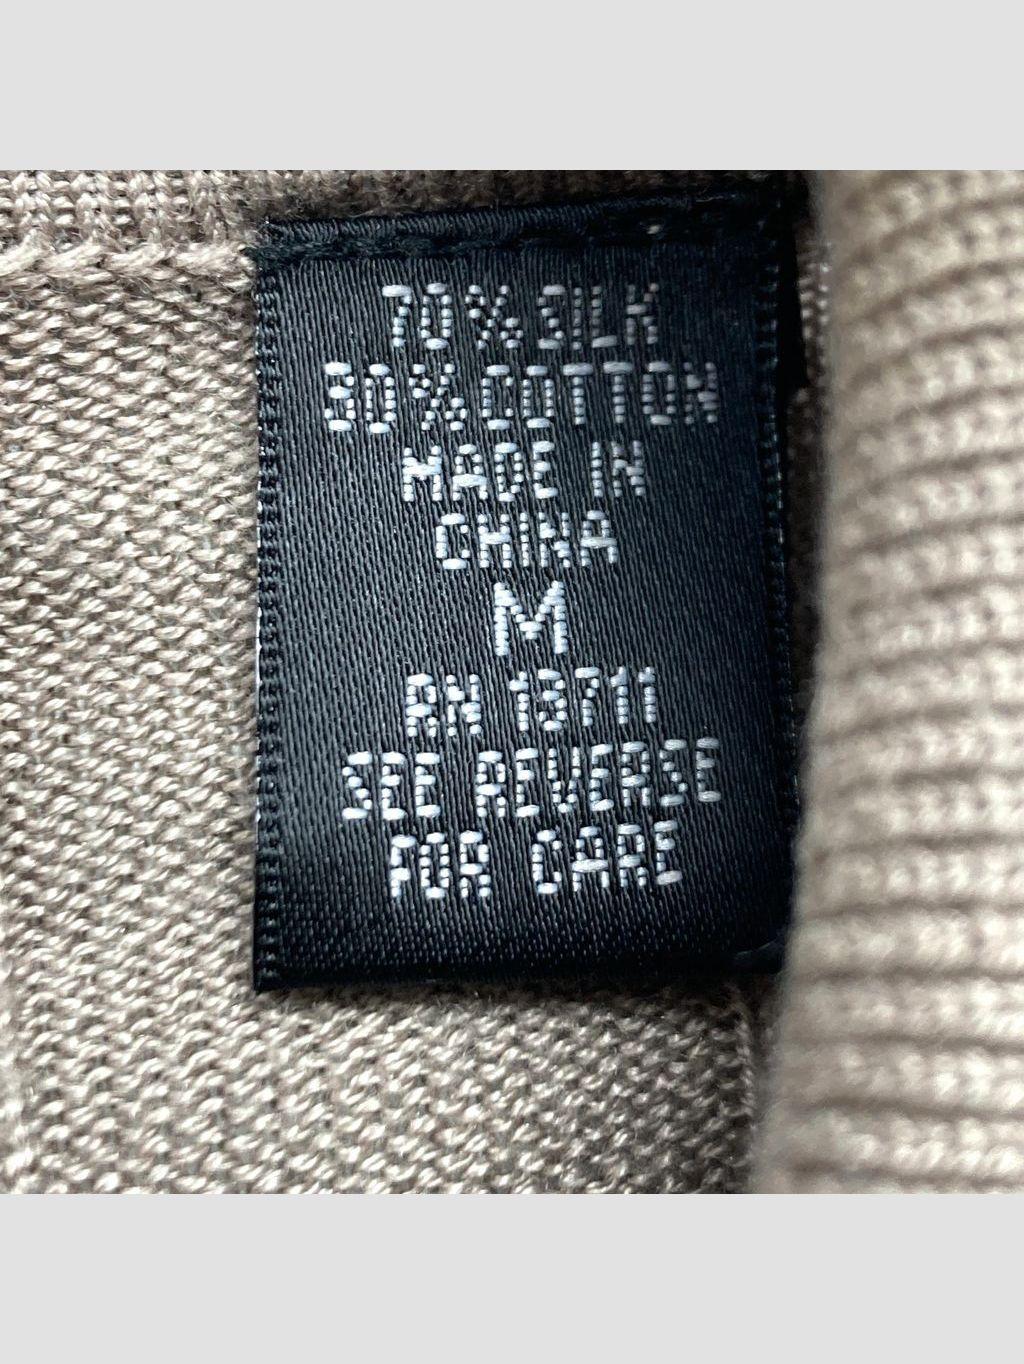 70% SILK
30% COTTON
MADE IN
CHINA
M
RN 13711
SEE REVERSE
FOR CARE